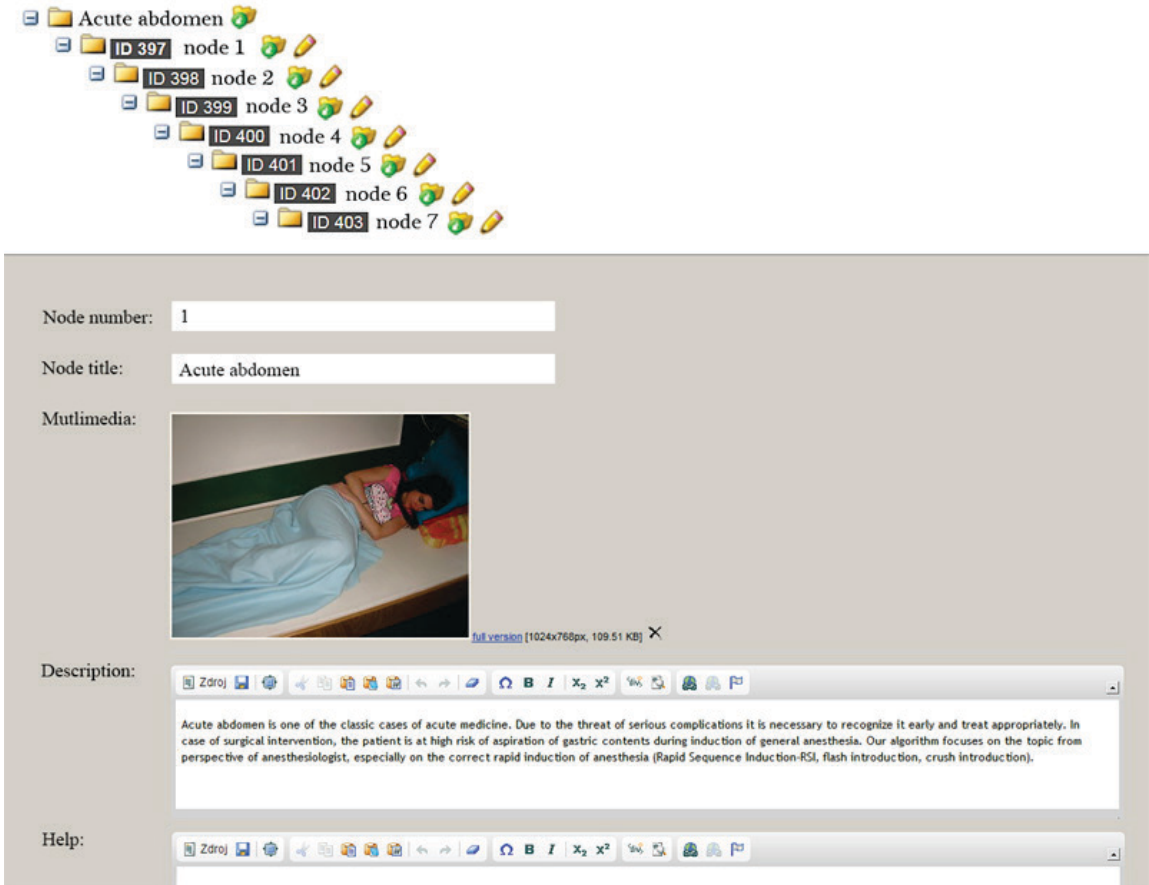 Acute abdomen
ID 397 node 1
ID 398 node 2
ID 399 node 3
ID 400 node 4
ID 401 node 5
ID 402 node 6
ID 403 node 7
Node number: 1
Node title: Acute abdomen
Mutlimedia:
full version [1024x768px, 109.51 KB]
Description:
Zdroj Ω B I X₂ X²
Acute abdomen is one of the classic cases of acute medicine. Due to the threat of serious complications it is necessary to recognize it early and treat appropriately. In
case of surgical intervention, the patient is at high risk of aspiration of gastric contents during induction of general anesthesia. Our algorithm focuses on the topic from
perspective of anesthesiologist, especially on the correct rapid induction of anesthesia (Rapid Sequence Induction-RSI, flash introduction, crush introduction).
Help:
Zdroj Ω B I X₂ X²